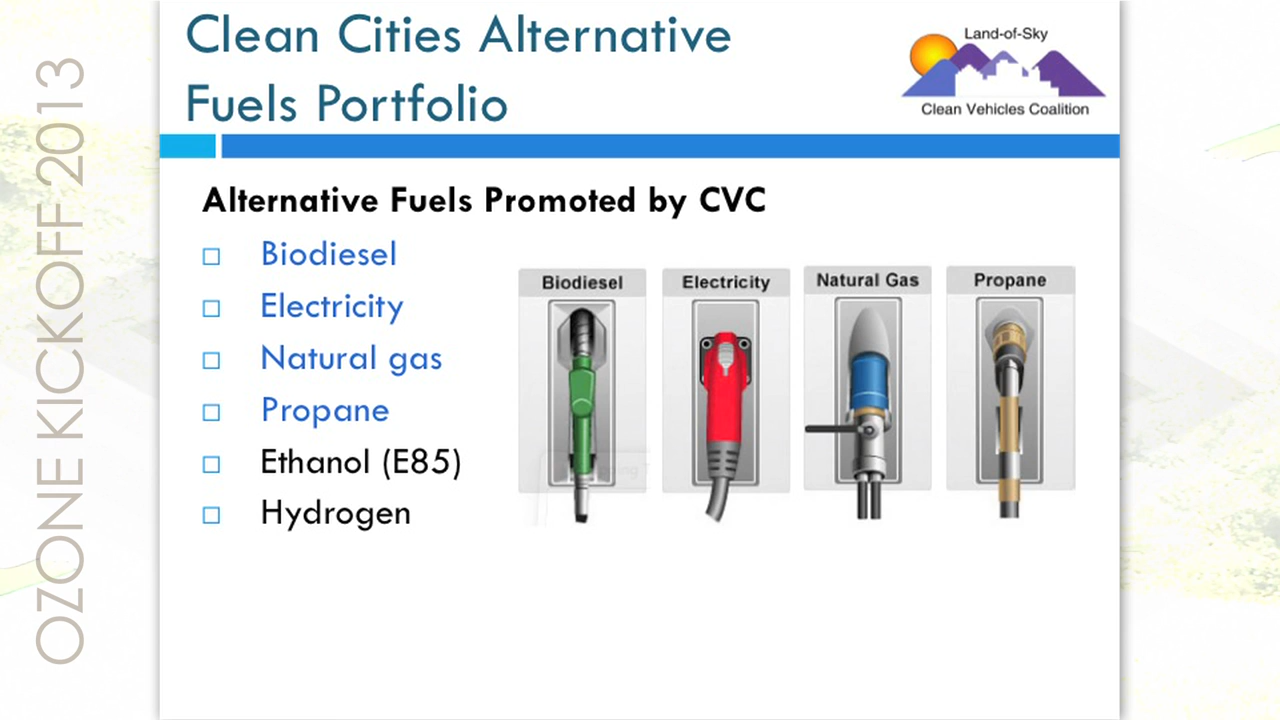 OZONE KICKOFF 2013
Clean Cities Alternative
Fuels Portfolio
Land-of-Sky
Clean Vehicles Coalition
Alternative Fuels Promoted by CVC
Biodiesel
Electricity
Natural gas
Propane
Ethanol (E85)
Hydrogen
Biodiesel
Electricity
Natural Gas
Propane